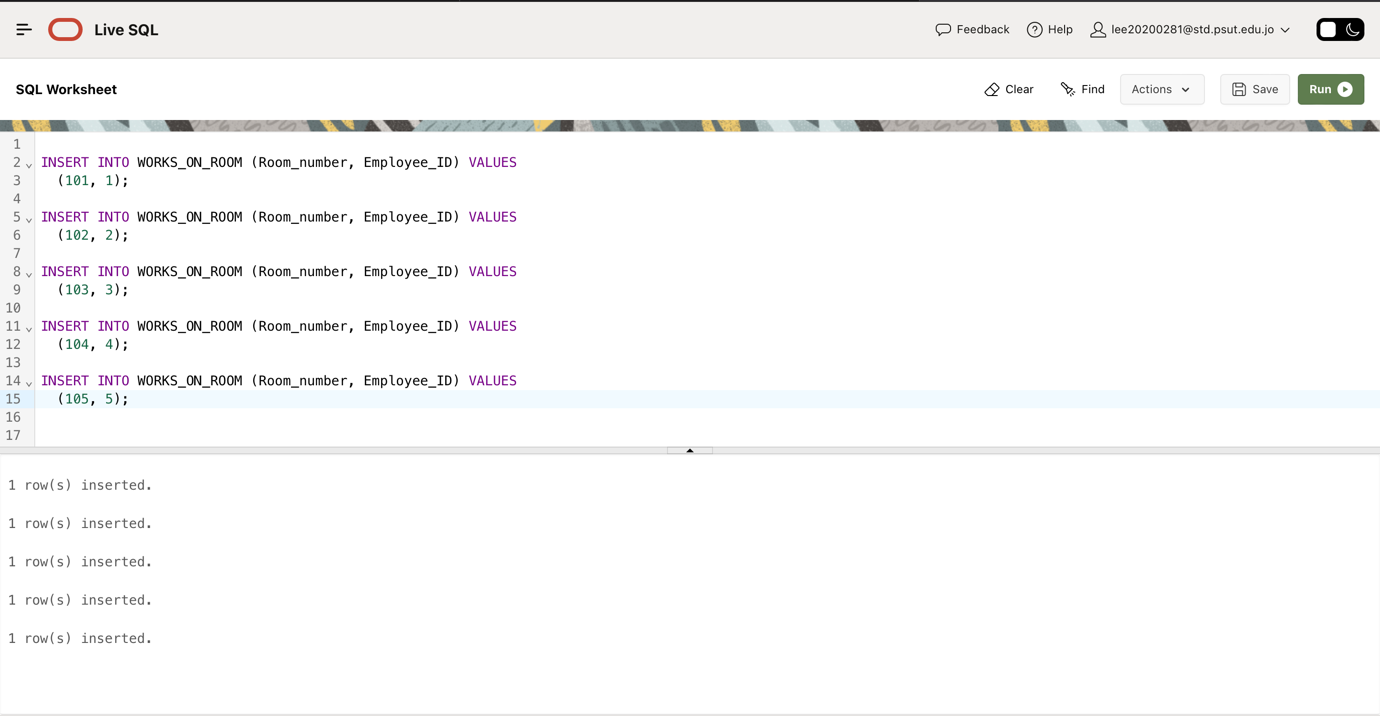 Live SQL
Feedback
Help
lee20200281@std.psut.edu.jo
SQL Worksheet
Clear
Find
Actions
Save
Run
1
2 INSERT INTO WORKS_ON_ROOM (Room_number, Employee_ID) VALUES
3 (101, 1);
4
5 INSERT INTO WORKS_ON_ROOM (Room_number, Employee_ID) VALUES
6 (102, 2);
7
8 INSERT INTO WORKS_ON_ROOM (Room_number, Employee_ID) VALUES
9 (103, 3);
10
11 INSERT INTO WORKS_ON_ROOM (Room_number, Employee_ID) VALUES
12 (104, 4);
13
14 INSERT INTO WORKS_ON_ROOM (Room_number, Employee_ID) VALUES
15 (105, 5);
16
17
1 row(s) inserted.
1 row(s) inserted.
1 row(s) inserted.
1 row(s) inserted.
1 row(s) inserted.